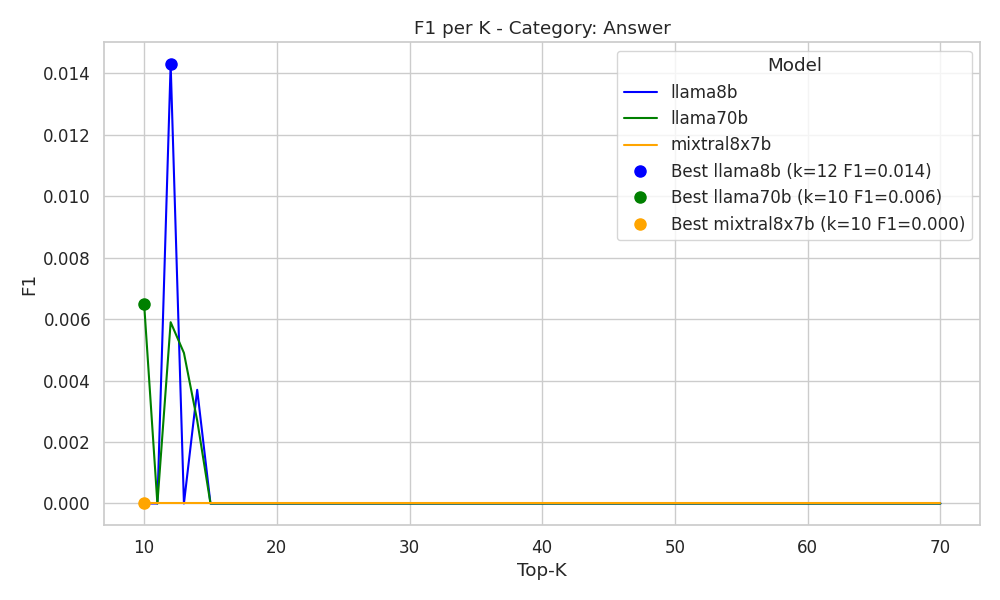 F1 per K - Category: Answer
Model
llama8b
llama70b
mixtral8x7b
Best llama8b (k=12 F1=0.014)
Best llama70b (k=10 F1=0.006)
Best mixtral8x7b (k=10 F1=0.000)
F1
0.014
0.012
0.010
0.008
0.006
0.004
0.002
0.000
10 20 30 40 50 60 70
Top-K